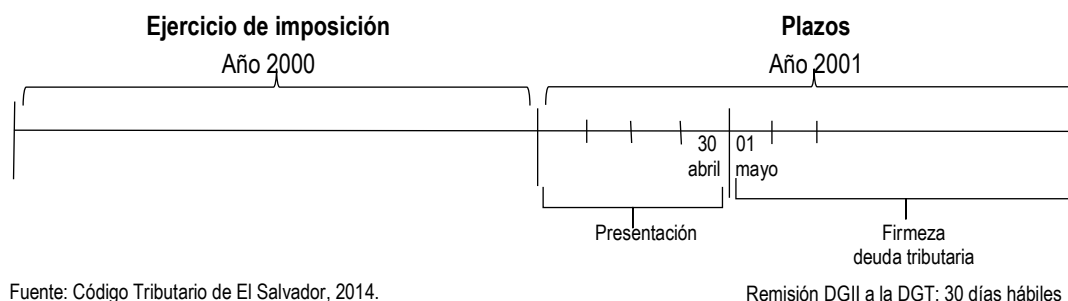 Ejercicio de imposición
Plazos
Año 2000
Año 2001
30
abril
01
mayo
Presentación
Firmeza
deuda tributaria
Fuente: Código Tributario de El Salvador, 2014.
Remisión DGII a la DGT: 30 días hábiles